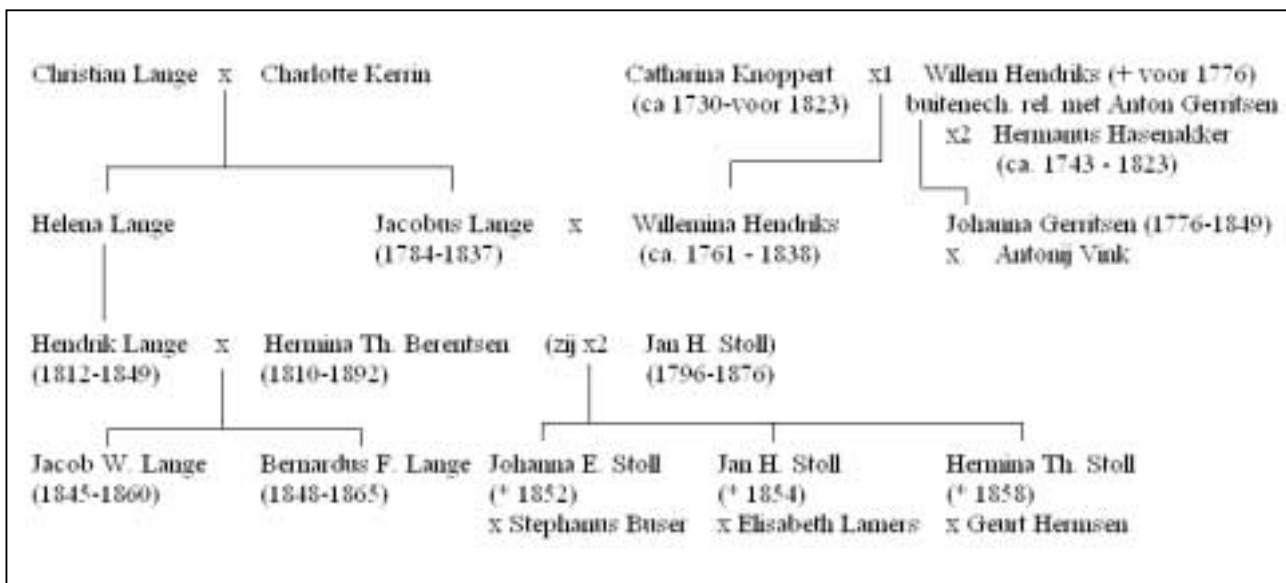 Christian Lange x Charlotte Kerrin Catharina Knoppert x1 Willem Hendriks (+ voor 1776)
(ca 1730-voor 1823) buitenech. rel. met Anton Gerritsen
x2 Hermanus Hasenakker
(ca. 1743 - 1823)
Helena Lange Jacobus Lange x Willemina Hendriks Johanna Gerritsen (1776-1849)
(1784-1837) (ca. 1761 - 1838) x Antonij Vink
Hendrik Lange x Hermina Th. Berentsen (zij x2 Jan H. Stoll)
(1812-1849) (1810-1892) (1796-1876)
Jacob W. Lange Bernardus F. Lange Johanna E. Stoll Jan H. Stoll Hermina Th. Stoll
(1845-1860) (1848-1865) (* 1852) (* 1854) (* 1858)
x Stephanus Buser x Elisabeth Lamers x Geurt Hermsen